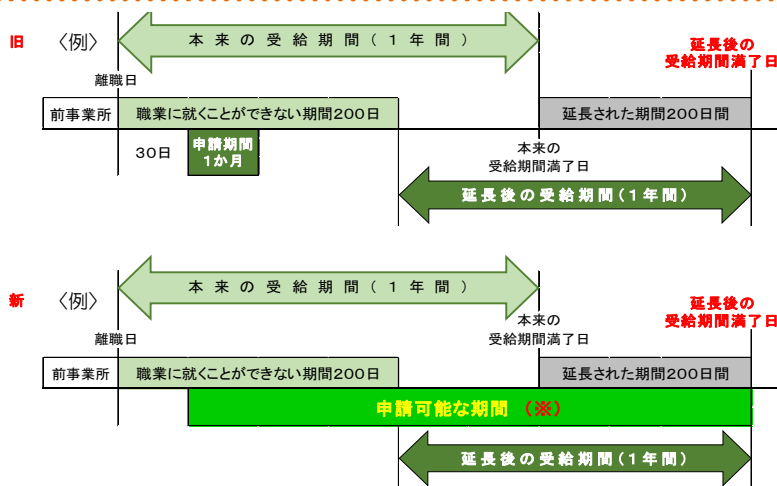 旧
〈例〉
本来の受給期間(1年間)
延長後の
受給期間満了日
離職日
前事業所
職業に就くことができない期間200日
延長された期間200日間
30日
申請期間
1か月
本来の
受給期間満了日
延長後の受給期間(1年間)
新
〈例〉
本来の受給期間(1年間)
本来の
受給期間満了日
延長後の
受給期間満了日
離職日
前事業所
職業に就くことができない期間200日
延長された期間200日間
申請可能な期間 (※)
延長後の受給期間(1年間)